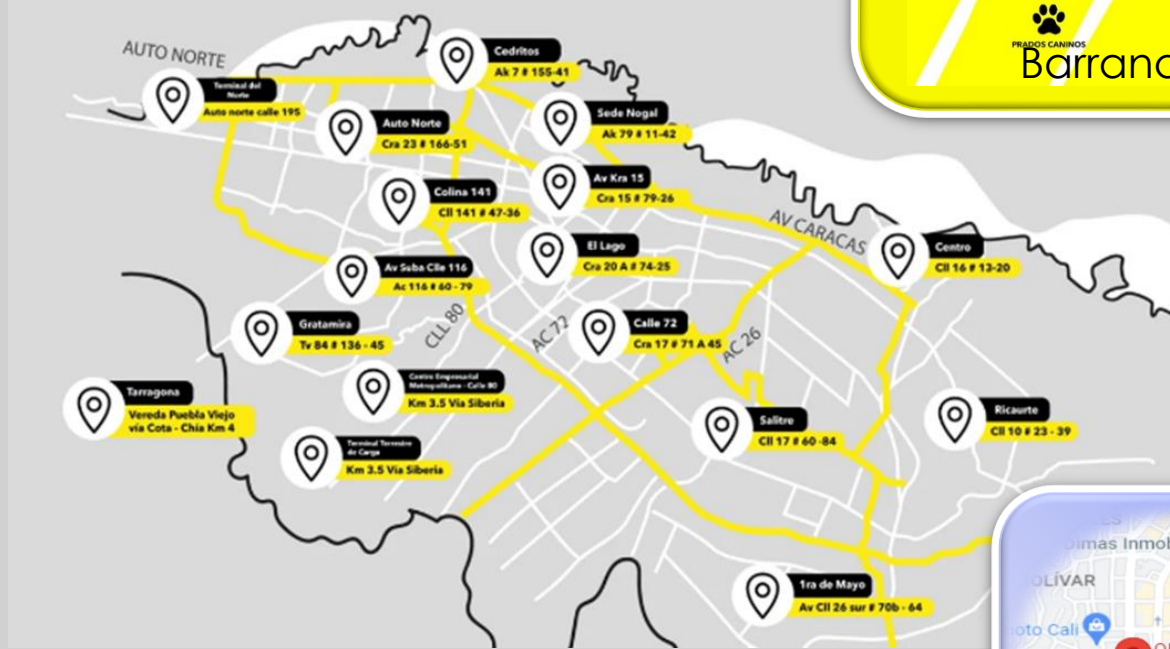 PRADOS CANINOS
Barranc
AUTO NORTE
Cedritos
Ak 7 # 155-41
Terminal del
Norte
Auto norte calle 195
Auto Norte
Cra 23 # 166-51
Sede Nogal
Ak 79 # 11-42
Colina 141
Cll 141 # 47-36
Av Kra 15
Cra 15 # 79-26
AV CARACAS
El Lago
Cra 20 A # 74-25
Centro
Cll 16 # 13-20
Av Suba Clle 116
Ac 116 # 60 - 79
Gratamira
Tv 84 # 136 - 45
CLL 80
AC 72
Calle 72
Cra 17 # 71 A 45
AC 26
Centro Empresarial
Metropolitano - Calle 80
Km 3.5 Via Siberia
Tarragona
Vereda Puebla Viejo
via Cota - Chia Km 4
Salitre
Cll 17 # 60 -84
Ricaurte
Cll 10 # 23 - 39
Terminal Terrestre
de Carga
Km 3.5 Via Siberia
1ra de Mayo
Av Cll 26 sur # 70b - 64
Dimas Inmob
OLÍVAR
oto Cali